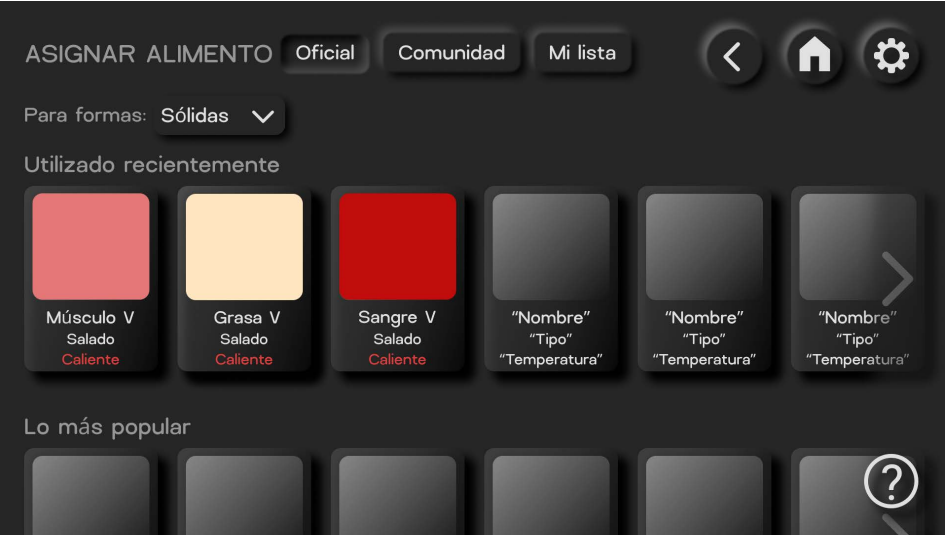 ASIGNAR ALIMENTO Oficial Comunidad Mi lista
Para formas: Sólidas
Utilizado recientemente
Músculo V
Salado
Caliente
Grasa V
Salado
Caliente
Sangre V
Salado
Caliente
“Nombre”
“Tipo”
“Temperatura”
“Nombre”
“Tipo”
“Temperatura”
“Nombre”
“Tipo”
“Temperatura”
Lo más popular
?